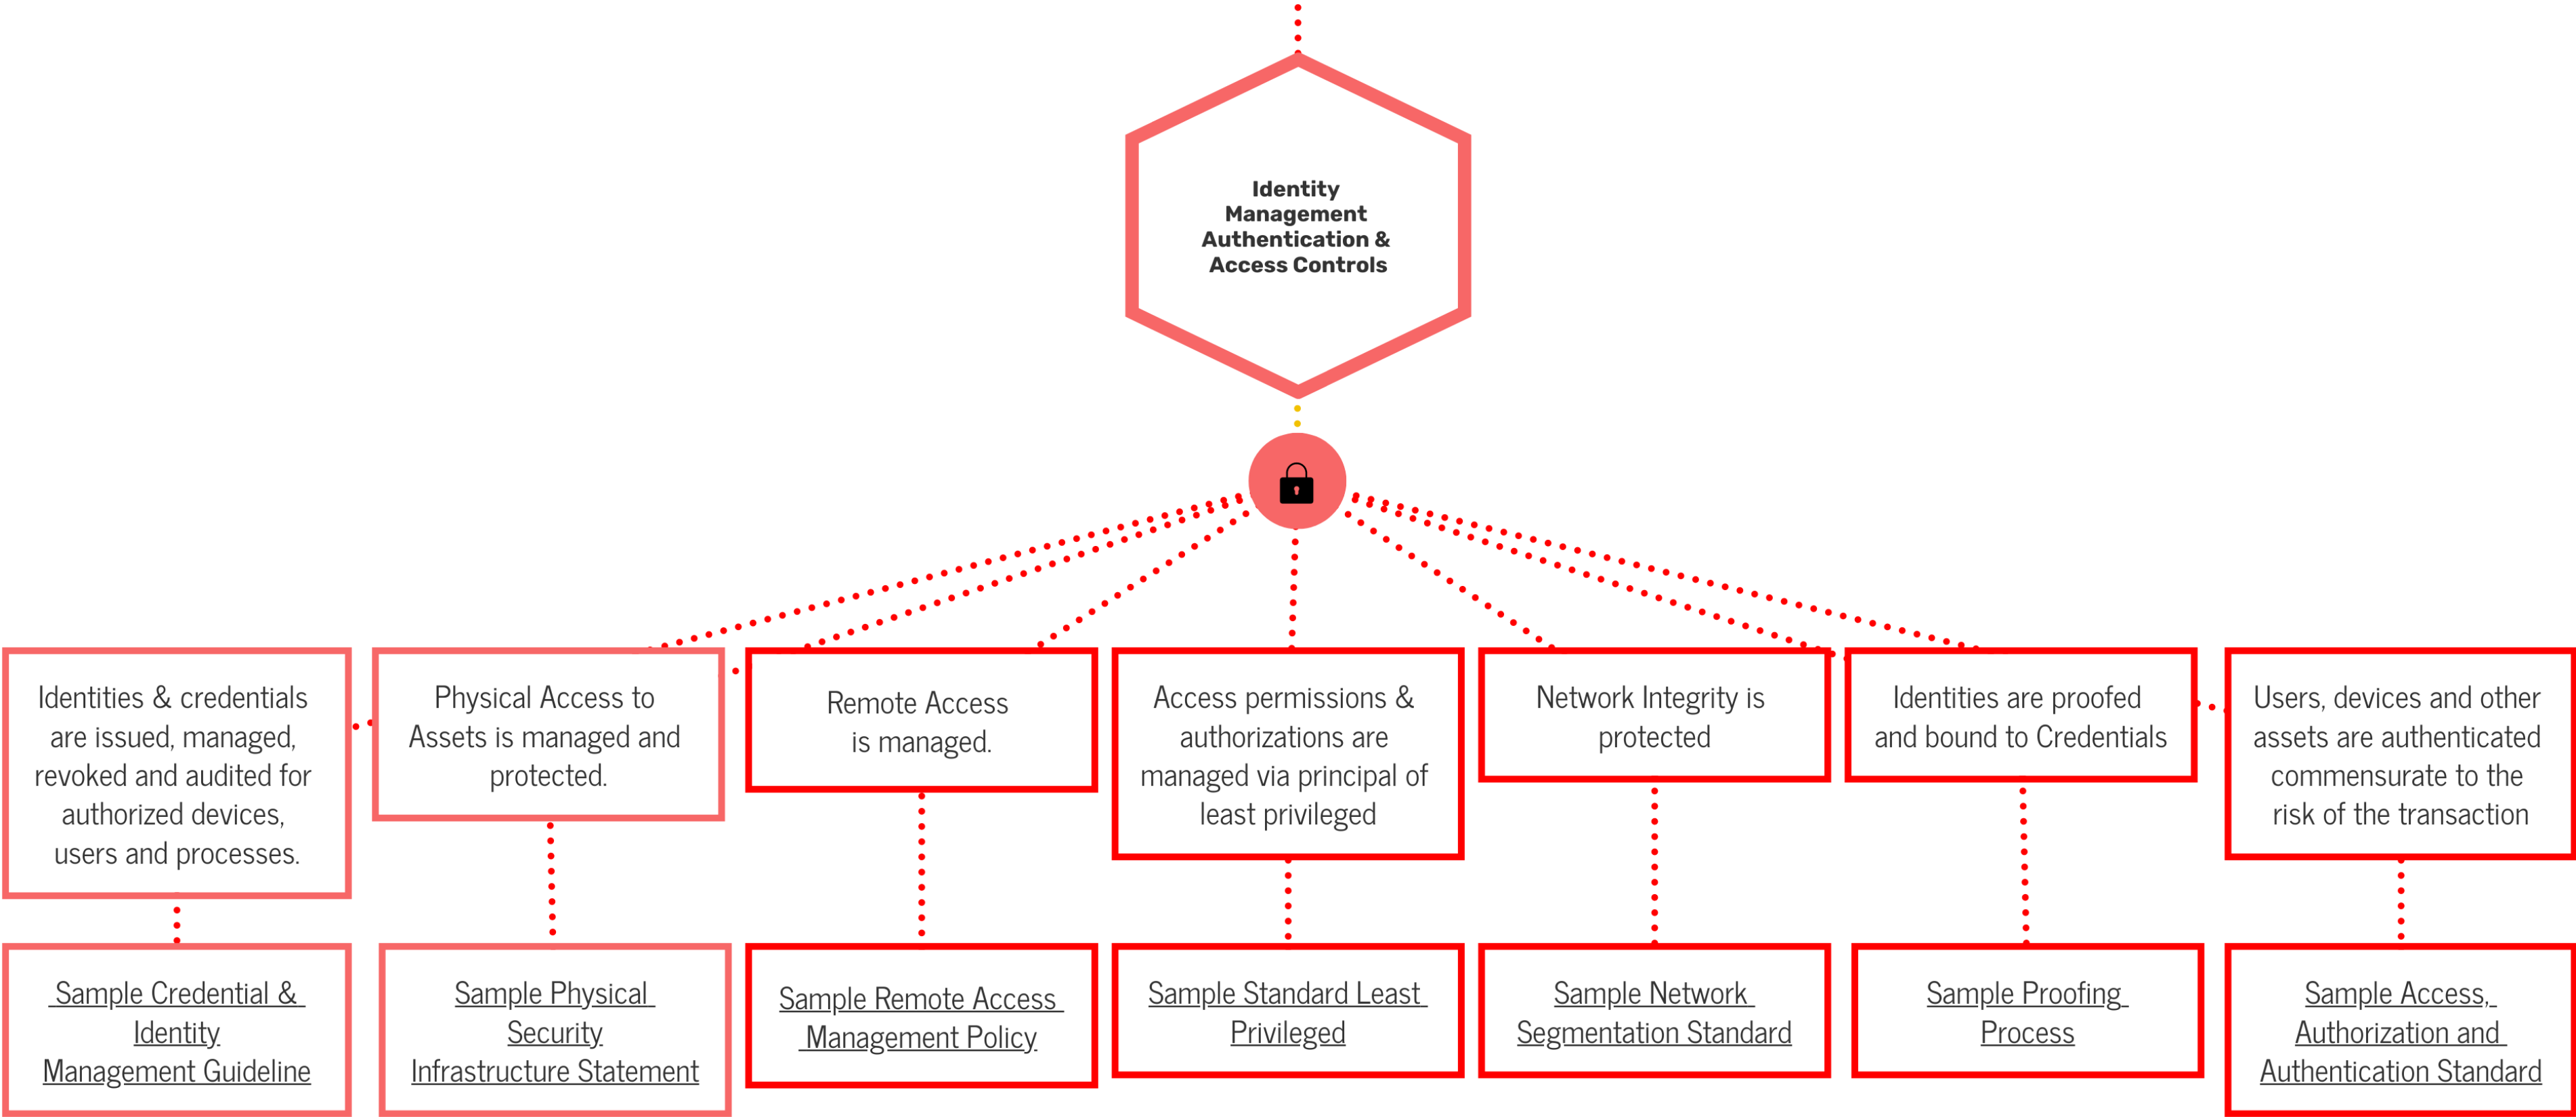 Identity
Management
Authentication &
Access Controls
Identities & credentials
are issued, managed,
revoked and audited for
authorized devices,
users and processes.
Physical Access to
Assets is managed and
protected.
Remote Access
is managed.
Access permissions &
authorizations are
managed via principal of
least privileged
Network Integrity is
protected
Identities are proofed
and bound to Credentials
Users, devices and other
assets are authenticated
commensurate to the
risk of the transaction
Sample Credential &
Identity
Management Guideline
Sample Physical
Security
Infrastructure Statement
Sample Remote Access
Management Policy
Sample Standard Least
Privileged
Sample Network
Segmentation Standard
Sample Proofing
Process
Sample Access,
Authorization and
Authentication Standard